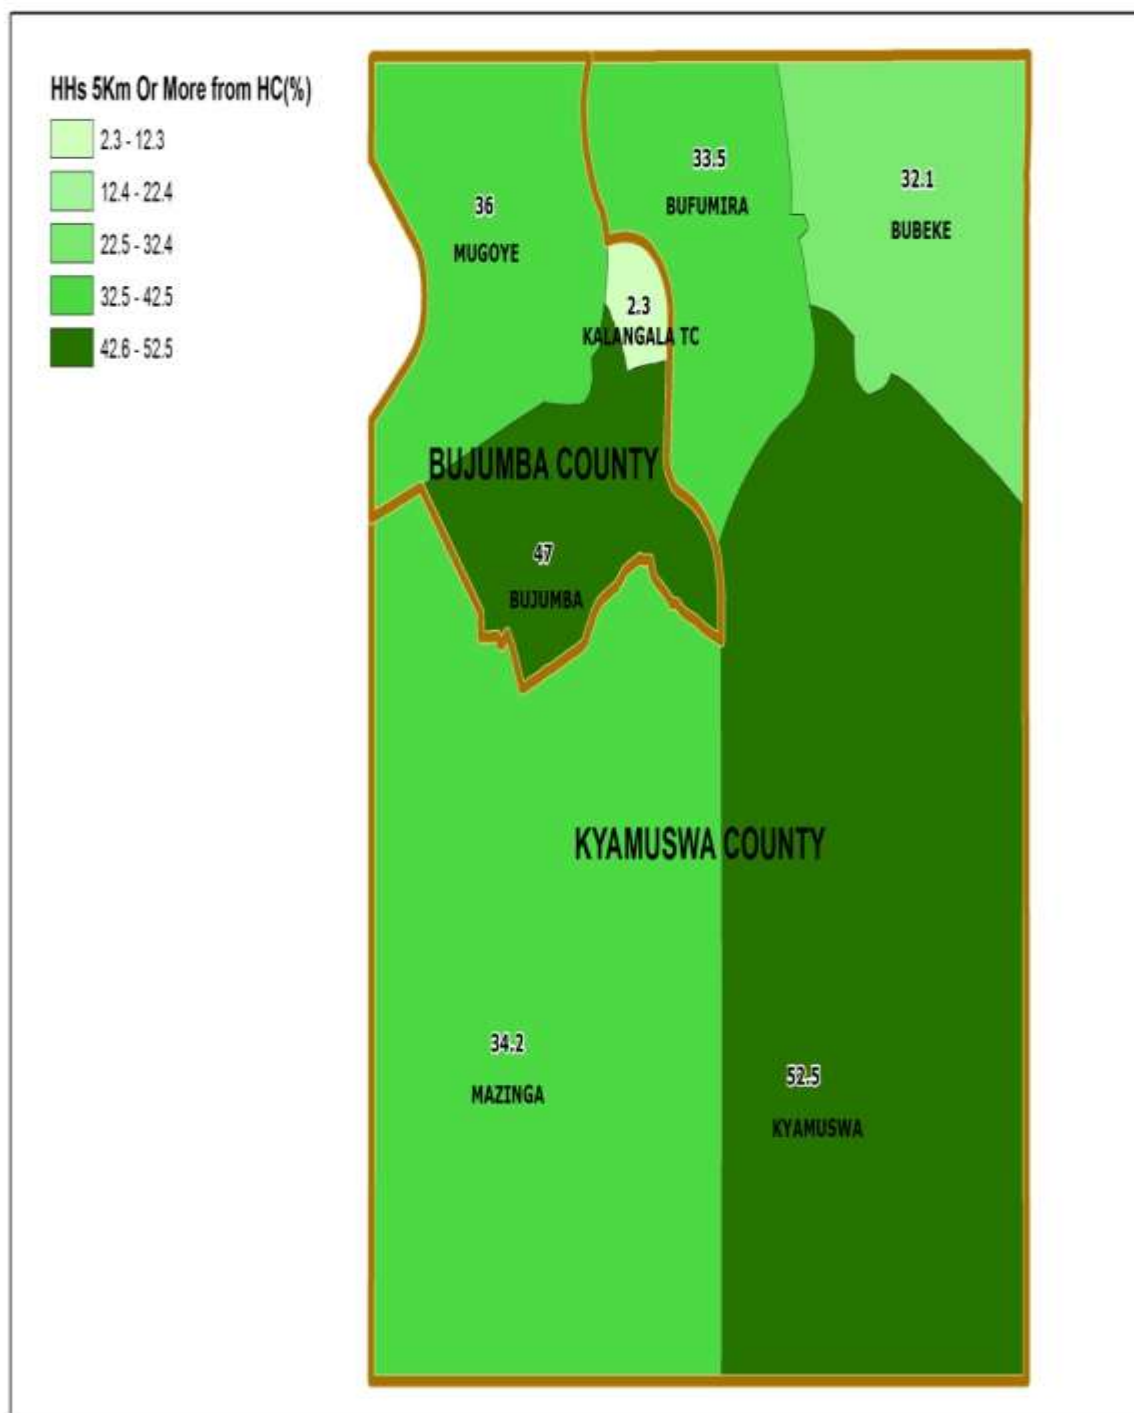 HHs 5Km Or More from HC(%)
2.3 - 12.3
12.4 - 22.4
22.5 - 32.4
32.5 - 42.5
42.6 - 52.5
33.5
BUFUMIRA
32.1
BUBEKE
36
MUGOYE
2.3
KALANGALA TC
BUJUMBA COUNTY
47
BUJUMBA
KYAMUSWA COUNTY
34.2
MAZINGA
52.5
KYAMUSWA